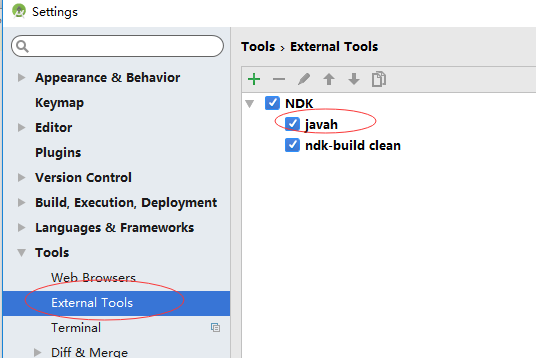 Settings
Appearance & Behavior
Keymap
Editor
Plugins
Version Control
Build, Execution, Deployment
Languages & Frameworks
Tools
Web Browsers
External Tools
Terminal
Diff & Merge
Tools › External Tools
NDK
javah
ndk-build clean